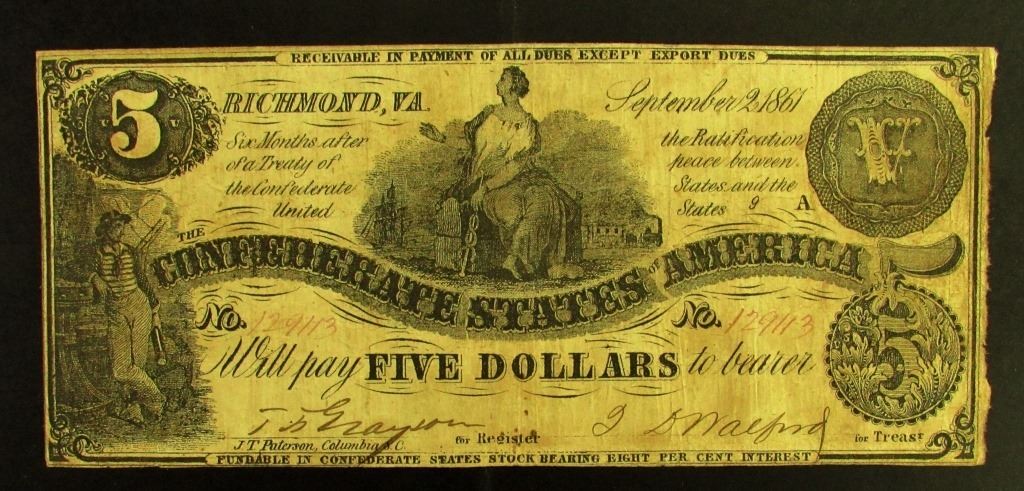 RECEIVABLE IN PAYMENT OF ALL DUES EXCEPT EXPORT DUES
5
RICHMOND, VA.
September 2, 1861
Six Months after
the Ratification
of a Treaty of
peace between
the Confederate
States and the
United
States 9 A
THE
CONFEDERATE STATES OF AMERICA
No.
No.
5
Will pay FIVE DOLLARS to bearer
J T Paterson, Columbia S.C.
for Register
for Treasr
FUNDABLE IN CONFEDERATE STATES STOCK BEARING EIGHT PER CENT INTEREST